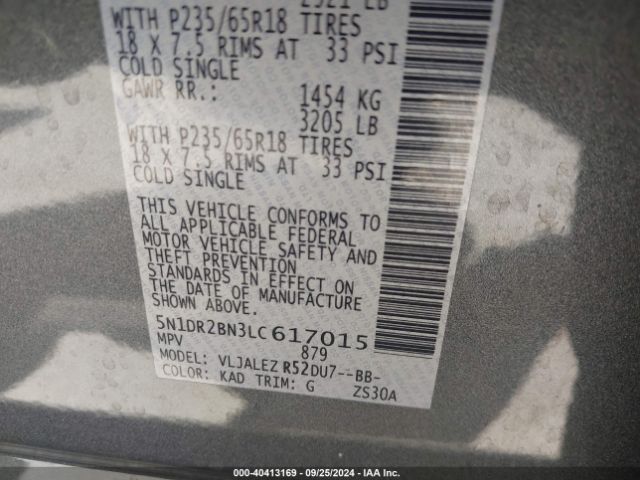 WITH P235/65R18 TIRES
18 X 7.5 RIMS AT 33 PSI
COLD SINGLE
GAWR RR.: 1454 KG
3205 LB
WITH P235/65R18 TIRES
18 X 7.5 RIMS AT 33 PSI
COLD SINGLE
THIS VEHICLE CONFORMS TO
ALL APPLICABLE FEDERAL
MOTOR VEHICLE SAFETY AND
THEFT PREVENTION
STANDARDS IN EFFECT ON
THE DATE OF MANUFACTURE
SHOWN ABOVE.
5N1DR2BN3LC617015
MPV 879
MODEL: VLJALEZ R52DU7--BB-
COLOR: KAD TRIM: G ZS30A
000-40413169 • 09/25/2024 • IAA Inc.